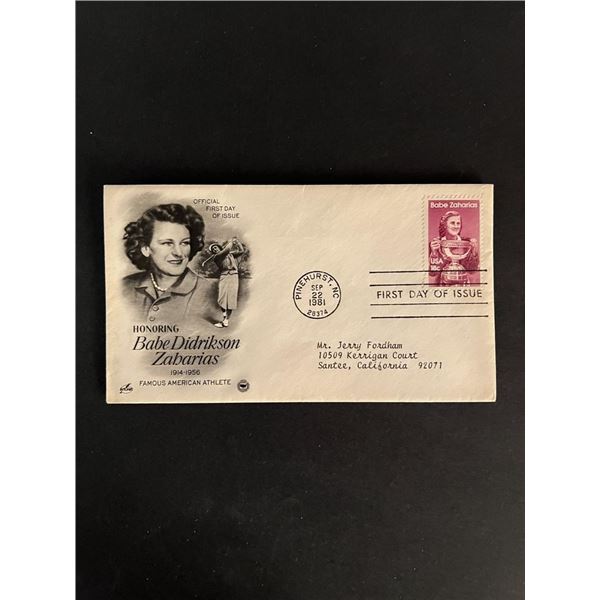 OFFICIAL
FIRST DAY
OF ISSUE
HONORING
Babe Didrikson
Zaharias
1914-1956
FAMOUS AMERICAN ATHLETE
PINEHURST, NC
SEP
22
1981
28374
Babe Zaharias
USA
18c
FIRST DAY OF ISSUE
Mr. Jerry Fordham
10509 Kerrigan Court
Santee, California 92071